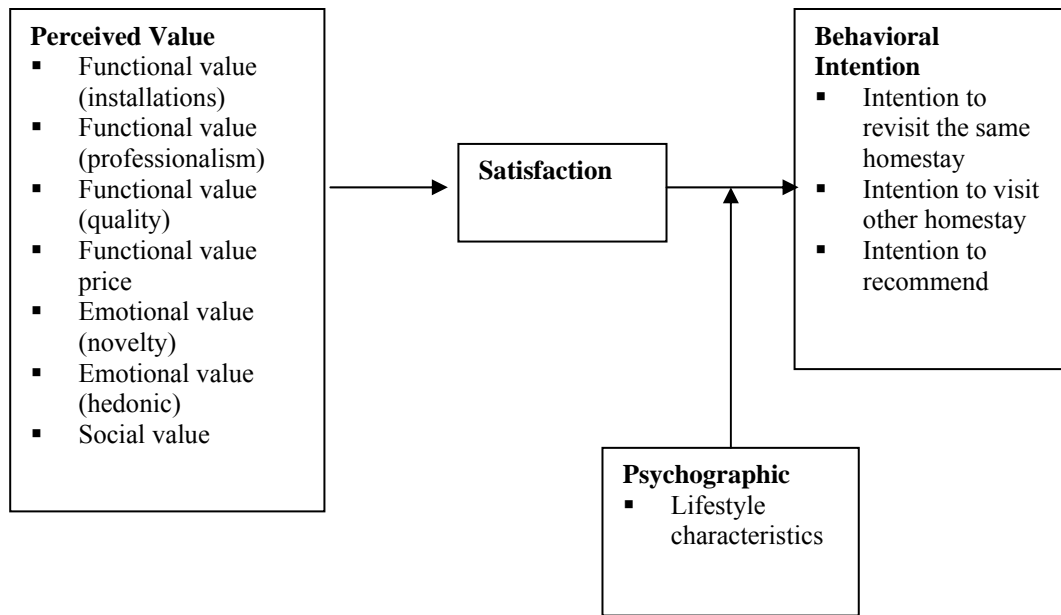 Perceived Value
▪ Functional value
(installations)
▪ Functional value
(professionalism)
▪ Functional value
(quality)
▪ Functional value
price
▪ Emotional value
(novelty)
▪ Emotional value
(hedonic)
▪ Social value
Satisfaction
Behavioral
Intention
▪ Intention to
revisit the same
homestay
▪ Intention to visit
other homestay
▪ Intention to
recommend
Psychographic
▪ Lifestyle
characteristics